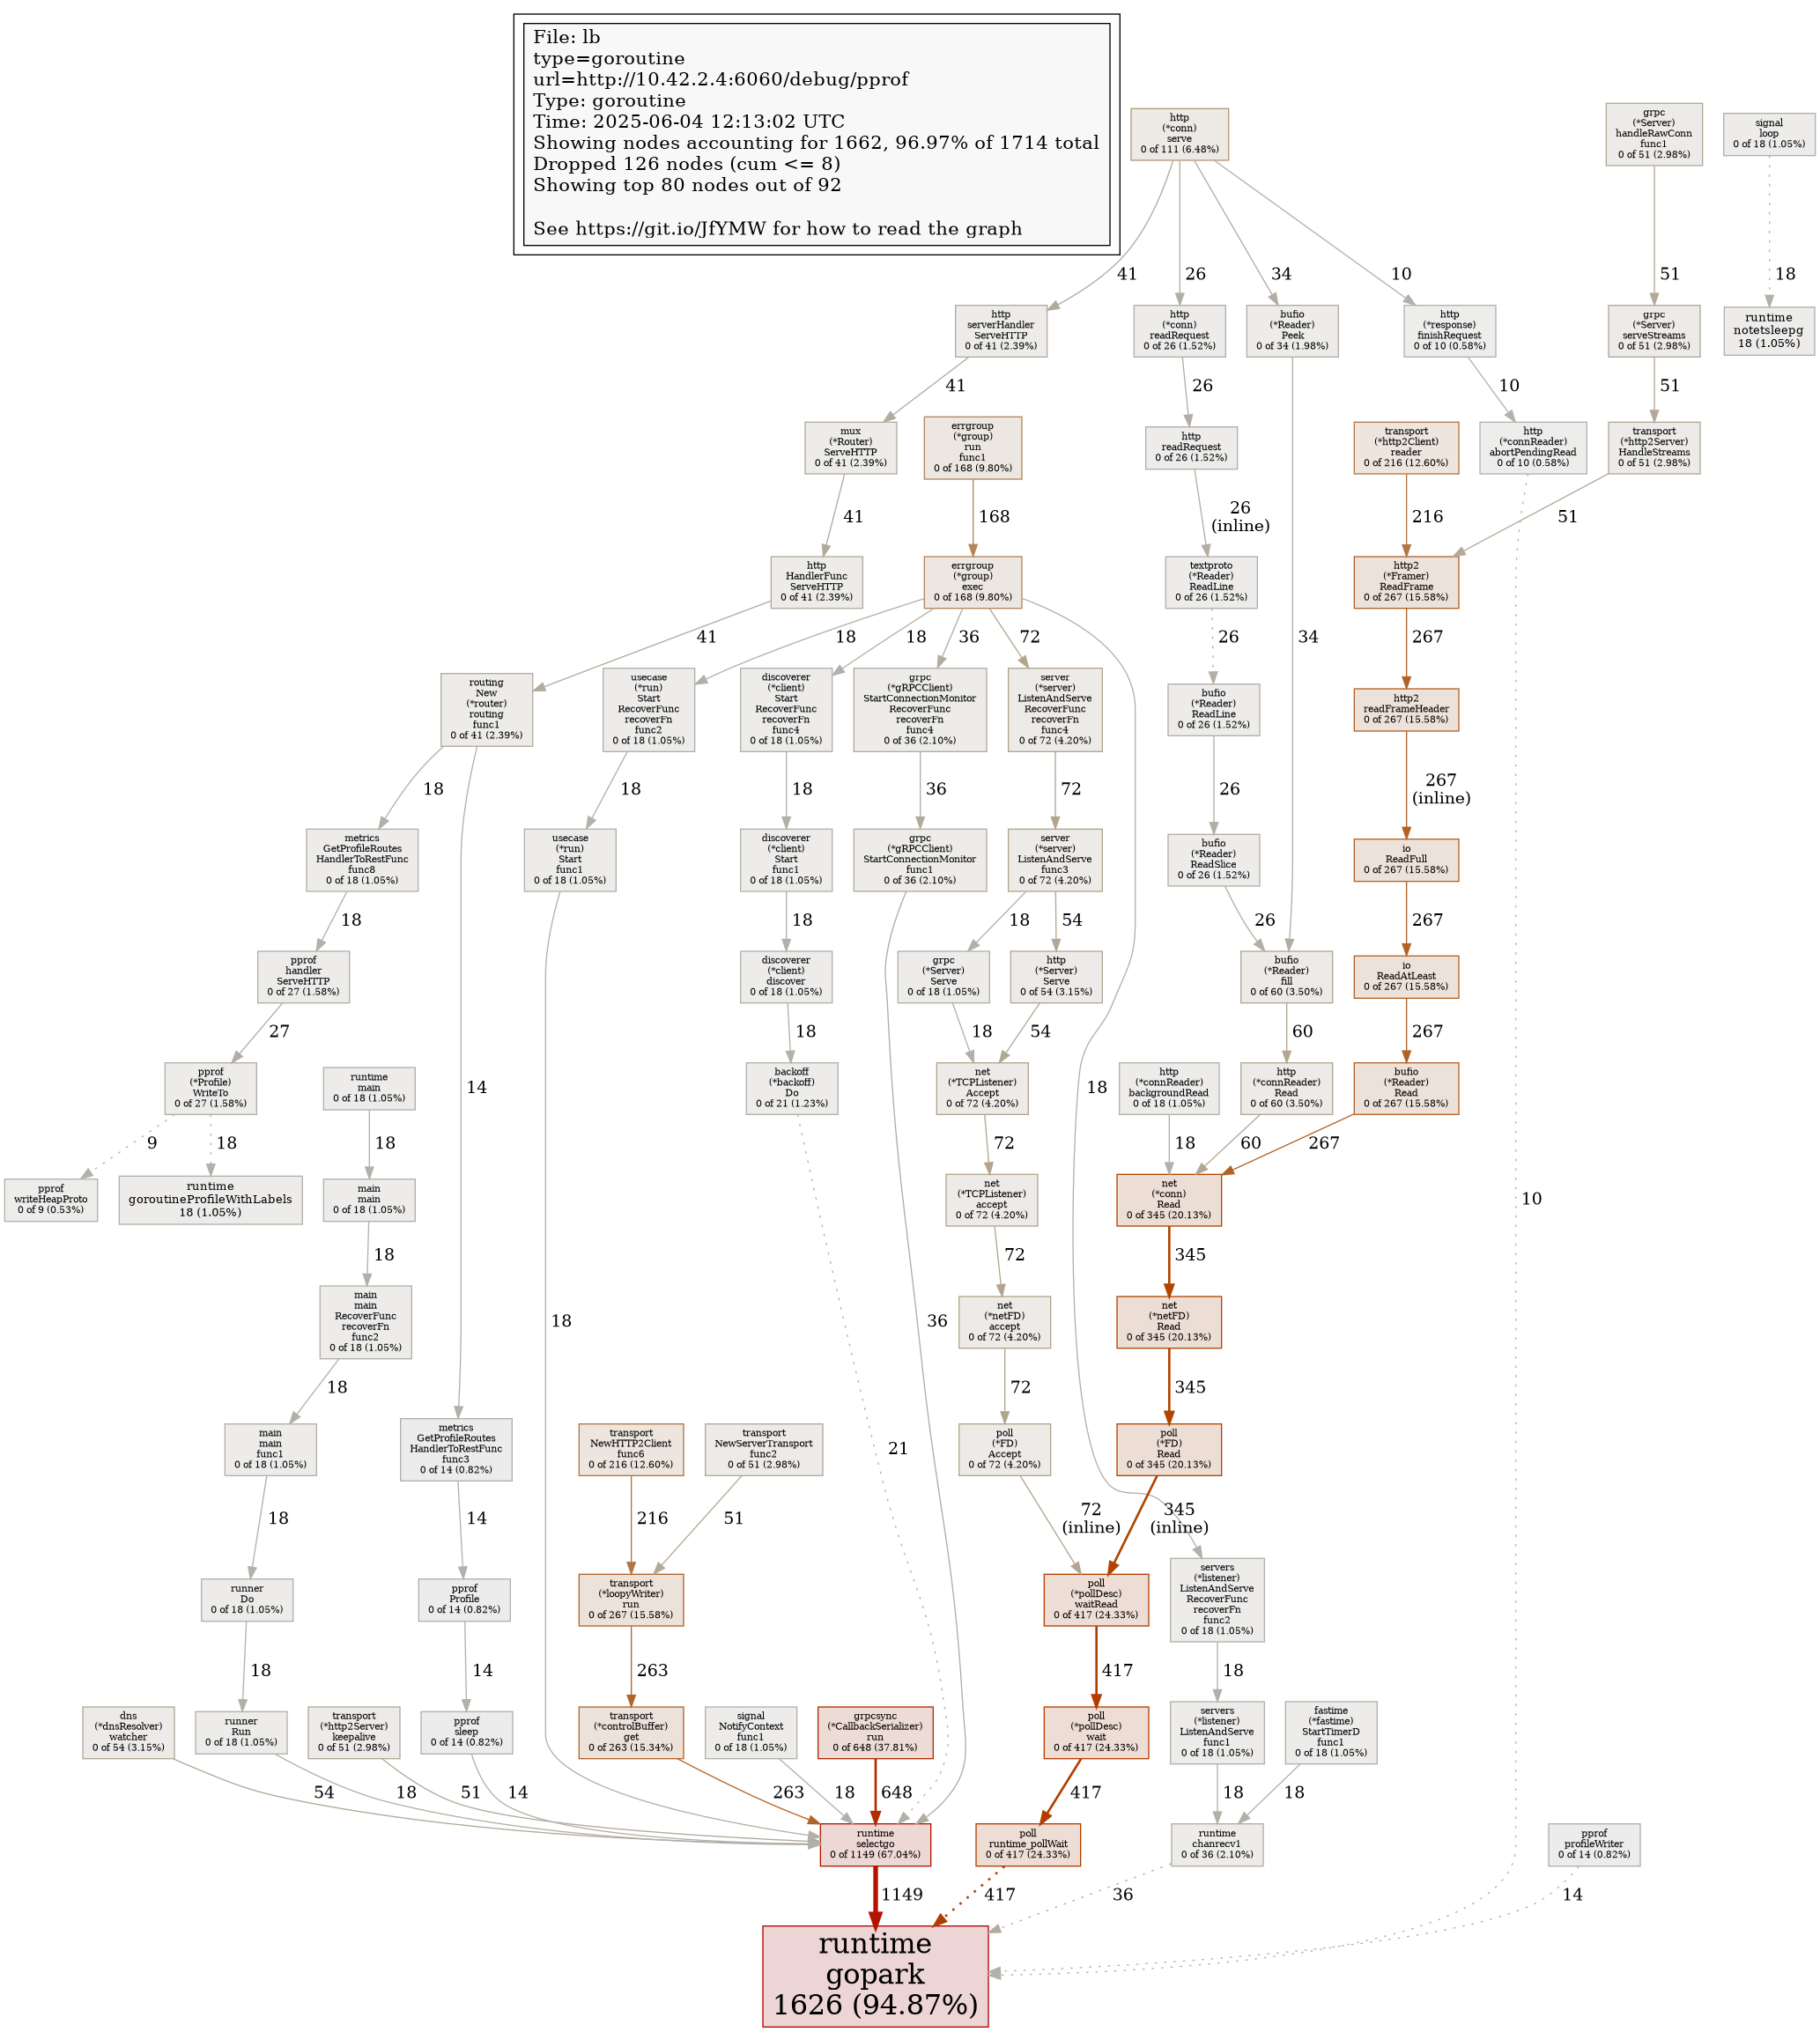 File: lb
type=goroutine
url=http://10.42.2.4:6060/debug/pprof
Type: goroutine
Time: 2025-06-04 12:13:02 UTC
Showing nodes accounting for 1662, 96.97% of 1714 total
Dropped 126 nodes (cum <= 8)
Showing top 80 nodes out of 92
See https://git.io/JfYMW for how to read the graph
http
(*conn)
serve
0 of 111 (6.48%)
grpc
(*Server)
handleRawConn
func1
0 of 51 (2.98%)
signal
loop
0 of 18 (1.05%)
41
26
34
10
51
18
http
serverHandler
ServeHTTP
0 of 41 (2.39%)
http
(*conn)
readRequest
0 of 26 (1.52%)
bufio
(*Reader)
Peek
0 of 34 (1.98%)
http
(*response)
finishRequest
0 of 10 (0.58%)
grpc
(*Server)
serveStreams
0 of 51 (2.98%)
runtime
notetsleepg
18 (1.05%)
41
26
10
51
mux
(*Router)
ServeHTTP
0 of 41 (2.39%)
errgroup
(*group)
run
func1
0 of 168 (9.80%)
http
readRequest
0 of 26 (1.52%)
transport
(*http2Client)
reader
0 of 216 (12.60%)
http
(*connReader)
abortPendingRead
0 of 10 (0.58%)
transport
(*http2Server)
HandleStreams
0 of 51 (2.98%)
41
168
26
(inline)
216
51
http
HandlerFunc
ServeHTTP
0 of 41 (2.39%)
errgroup
(*group)
exec
0 of 168 (9.80%)
textproto
(*Reader)
ReadLine
0 of 26 (1.52%)
http2
(*Framer)
ReadFrame
0 of 267 (15.58%)
41
18
18
36
72
26
34
267
routing
New
(*router)
routing
func1
0 of 41 (2.39%)
usecase
(*run)
Start
RecoverFunc
recoverFn
func2
0 of 18 (1.05%)
discoverer
(*client)
Start
RecoverFunc
recoverFn
func4
0 of 18 (1.05%)
grpc
(*gRPCClient)
StartConnectionMonitor
RecoverFunc
recoverFn
func4
0 of 36 (2.10%)
server
(*server)
ListenAndServe
RecoverFunc
recoverFn
func4
0 of 72 (4.20%)
bufio
(*Reader)
ReadLine
0 of 26 (1.52%)
http2
readFrameHeader
0 of 267 (15.58%)
18
18
18
36
72
26
267
(inline)
metrics
GetProfileRoutes
HandlerToRestFunc
func8
0 of 18 (1.05%)
usecase
(*run)
Start
func1
0 of 18 (1.05%)
discoverer
(*client)
Start
func1
0 of 18 (1.05%)
grpc
(*gRPCClient)
StartConnectionMonitor
func1
0 of 36 (2.10%)
server
(*server)
ListenAndServe
func3
0 of 72 (4.20%)
bufio
(*Reader)
ReadSlice
0 of 26 (1.52%)
io
ReadFull
0 of 267 (15.58%)
18
18
18
54
26
267
pprof
handler
ServeHTTP
0 of 27 (1.58%)
discoverer
(*client)
discover
0 of 18 (1.05%)
grpc
(*Server)
Serve
0 of 18 (1.05%)
http
(*Server)
Serve
0 of 54 (3.15%)
bufio
(*Reader)
fill
0 of 60 (3.50%)
io
ReadAtLeast
0 of 267 (15.58%)
27
18
18
54
60
267
pprof
(*Profile)
WriteTo
0 of 27 (1.58%)
runtime
main
0 of 18 (1.05%)
14
backoff
(*backoff)
Do
0 of 21 (1.23%)
net
(*TCPListener)
Accept
0 of 72 (4.20%)
18
http
(*connReader)
backgroundRead
0 of 18 (1.05%)
http
(*connReader)
Read
0 of 60 (3.50%)
bufio
(*Reader)
Read
0 of 267 (15.58%)
9
18
18
72
18
60
267
pprof
writeHeapProto
0 of 9 (0.53%)
runtime
goroutineProfileWithLabels
18 (1.05%)
main
main
0 of 18 (1.05%)
net
(*TCPListener)
accept
0 of 72 (4.20%)
net
(*conn)
Read
0 of 345 (20.13%)
10
18
72
345
main
main
RecoverFunc
recoverFn
func2
0 of 18 (1.05%)
18
36
net
(*netFD)
accept
0 of 72 (4.20%)
net
(*netFD)
Read
0 of 345 (20.13%)
18
72
345
main
main
func1
0 of 18 (1.05%)
metrics
GetProfileRoutes
HandlerToRestFunc
func3
0 of 14 (0.82%)
transport
NewHTTP2Client
func6
0 of 216 (12.60%)
transport
NewServerTransport
func2
0 of 51 (2.98%)
21
poll
(*FD)
Accept
0 of 72 (4.20%)
poll
(*FD)
Read
0 of 345 (20.13%)
18
14
216
51
72
(inline)
345
(inline)
runner
Do
0 of 18 (1.05%)
pprof
Profile
0 of 14 (0.82%)
transport
(*loopyWriter)
run
0 of 267 (15.58%)
poll
(*pollDesc)
waitRead
0 of 417 (24.33%)
servers
(*listener)
ListenAndServe
RecoverFunc
recoverFn
func2
0 of 18 (1.05%)
18
14
263
417
18
dns
(*dnsResolver)
watcher
0 of 54 (3.15%)
runner
Run
0 of 18 (1.05%)
transport
(*http2Server)
keepalive
0 of 51 (2.98%)
pprof
sleep
0 of 14 (0.82%)
transport
(*controlBuffer)
get
0 of 263 (15.34%)
signal
NotifyContext
func1
0 of 18 (1.05%)
grpcsync
(*CallbackSerializer)
run
0 of 648 (37.81%)
poll
(*pollDesc)
wait
0 of 417 (24.33%)
servers
(*listener)
ListenAndServe
func1
0 of 18 (1.05%)
fastime
(*fastime)
StartTimerD
func1
0 of 18 (1.05%)
54
18
51
14
263
18
648
417
18
18
runtime
selectgo
0 of 1149 (67.04%)
poll
runtime_pollWait
0 of 417 (24.33%)
runtime
chanrecv1
0 of 36 (2.10%)
pprof
profileWriter
0 of 14 (0.82%)
1149
417
36
14
runtime
gopark
1626 (94.87%)